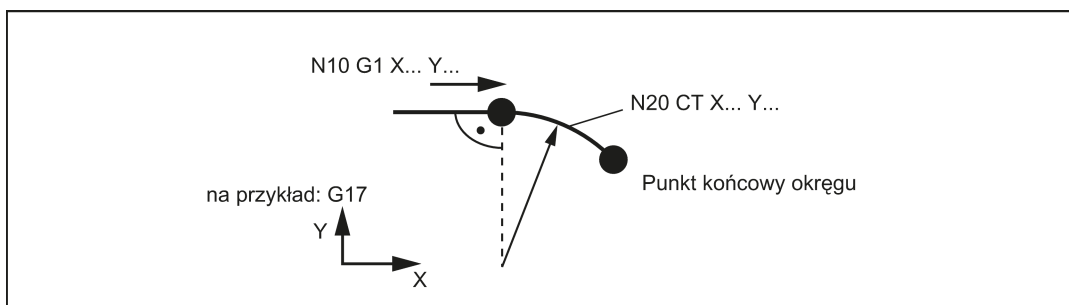 N10 G1 X... Y...
N20 CT X... Y...
Punkt końcowy okręgu
na przykład: G17
Y
X